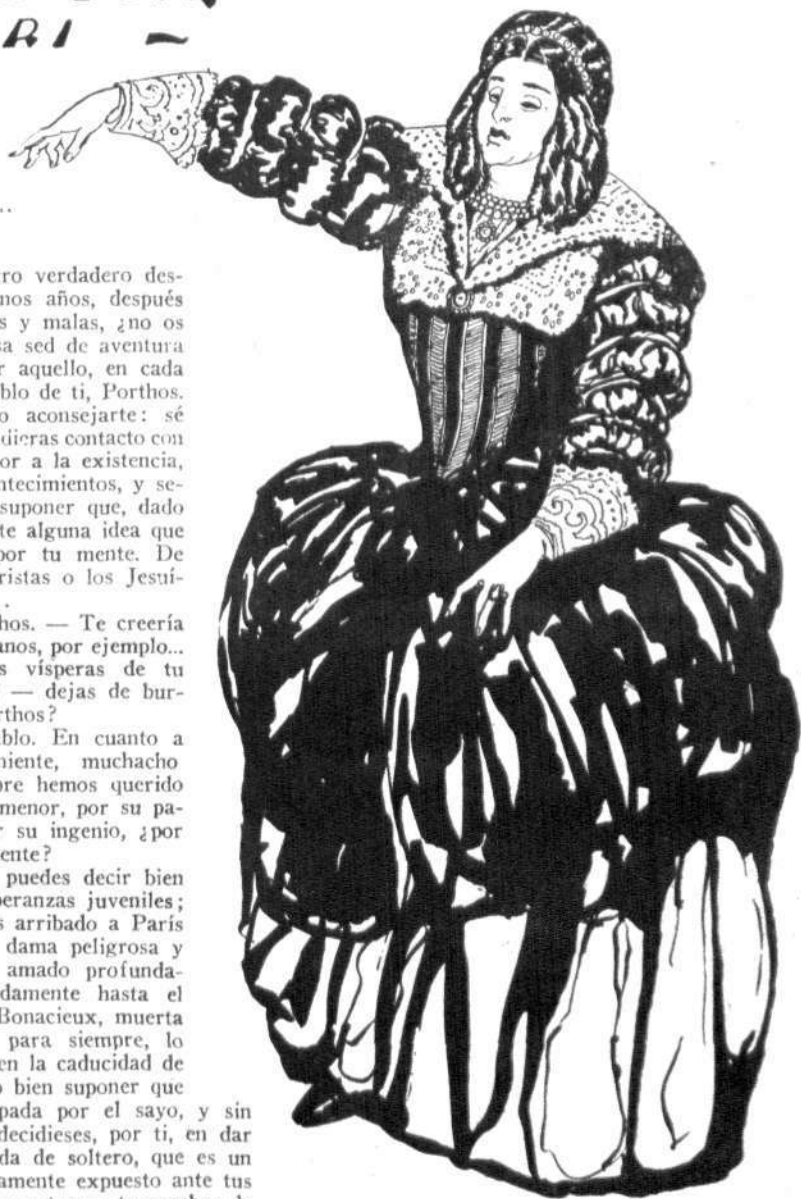 RI –
..
ro verdadero des-
mos años, después
s y malas, ¿no os
sa sed de aventura
r aquello, en cada
blo de ti, Porthos.
o aconsejarte: sé
dieras contacto con
or a la existencia,
ntecimientos, y se-
suponer que, dado
te alguna idea que
por tu mente. De
ristas o los Jesuí-
.
hos. — Te creería
anos, por ejemplo...
s vísperas de tu
— dejas de bur-
rthos?
blo. En cuanto a
niente, muchacho
bre hemos querido
menor, por su pa-
r su ingenio, ¿por
ente?
puedes decir bien
peranzas juveniles;
s arribado a París
dama peligrosa y
amado profunda-
damente hasta el
Bonacieux, muerta
para siempre, lo
en la caducidad de
o bien suponer que
pada por el sayo, y sin
decidieses, por ti, en dar
da de soltero, que es un
amente expuesto ante tus